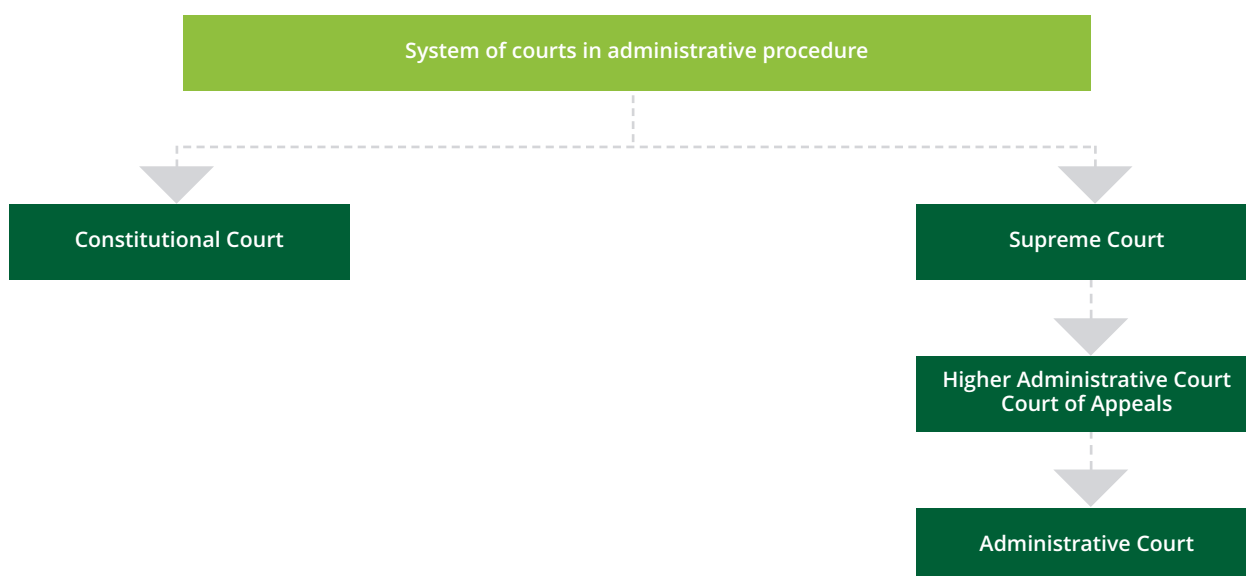 System of courts in administrative procedure
Constitutional Court
Supreme Court
Higher Administrative Court
Court of Appeals
Administrative Court